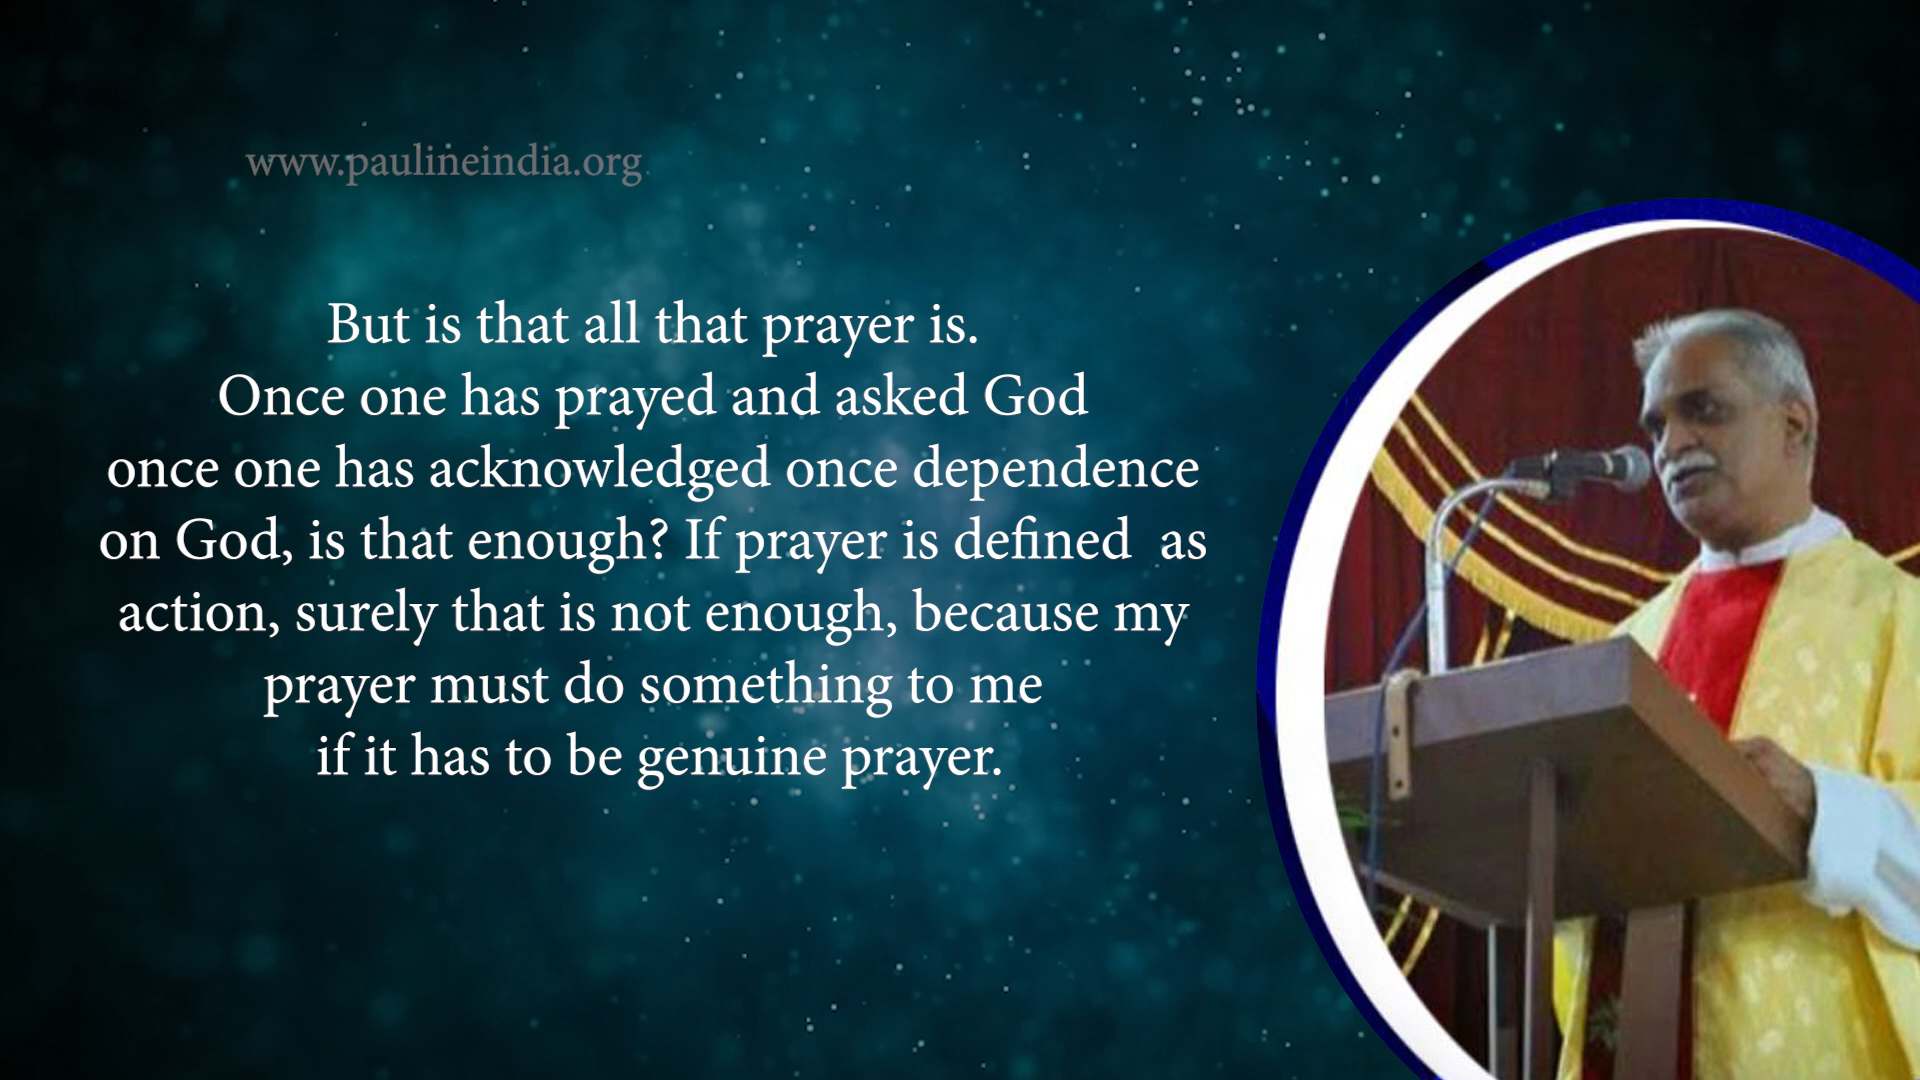 www.paulineindia.org
But is that all that prayer is.
Once one has prayed and asked God
once one has acknowledged once dependence
on God, is that enough? If prayer is defined  as
action, surely that is not enough, because my
prayer must do something to me
if it has to be genuine prayer.